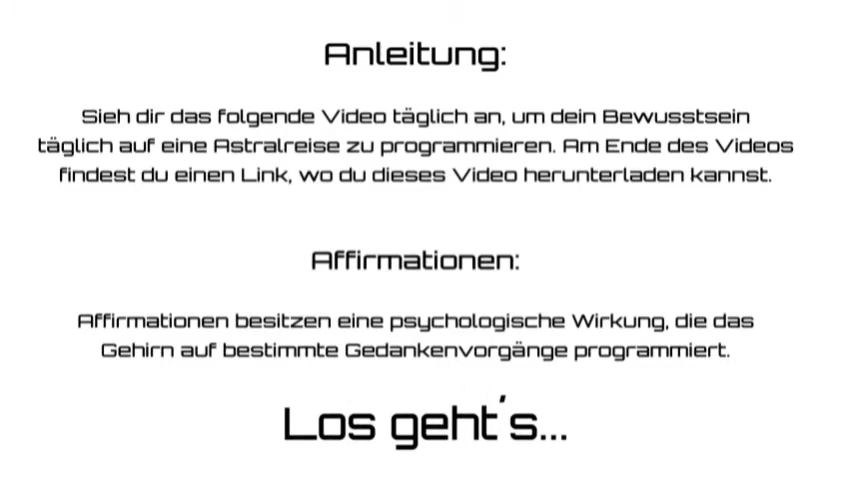 Anleitung:
Sieh dir das folgende Video täglich an, um dein Bewusstsein
täglich auf eine Astralreise zu programmieren. Am Ende des Videos
findest du einen Link, wo du dieses Video herunterladen kannst.
Affirmationen:
Affirmationen besitzen eine psychologische Wirkung, die das
Gehirn auf bestimmte Gedankenvorgänge programmiert.
Los geht´s...